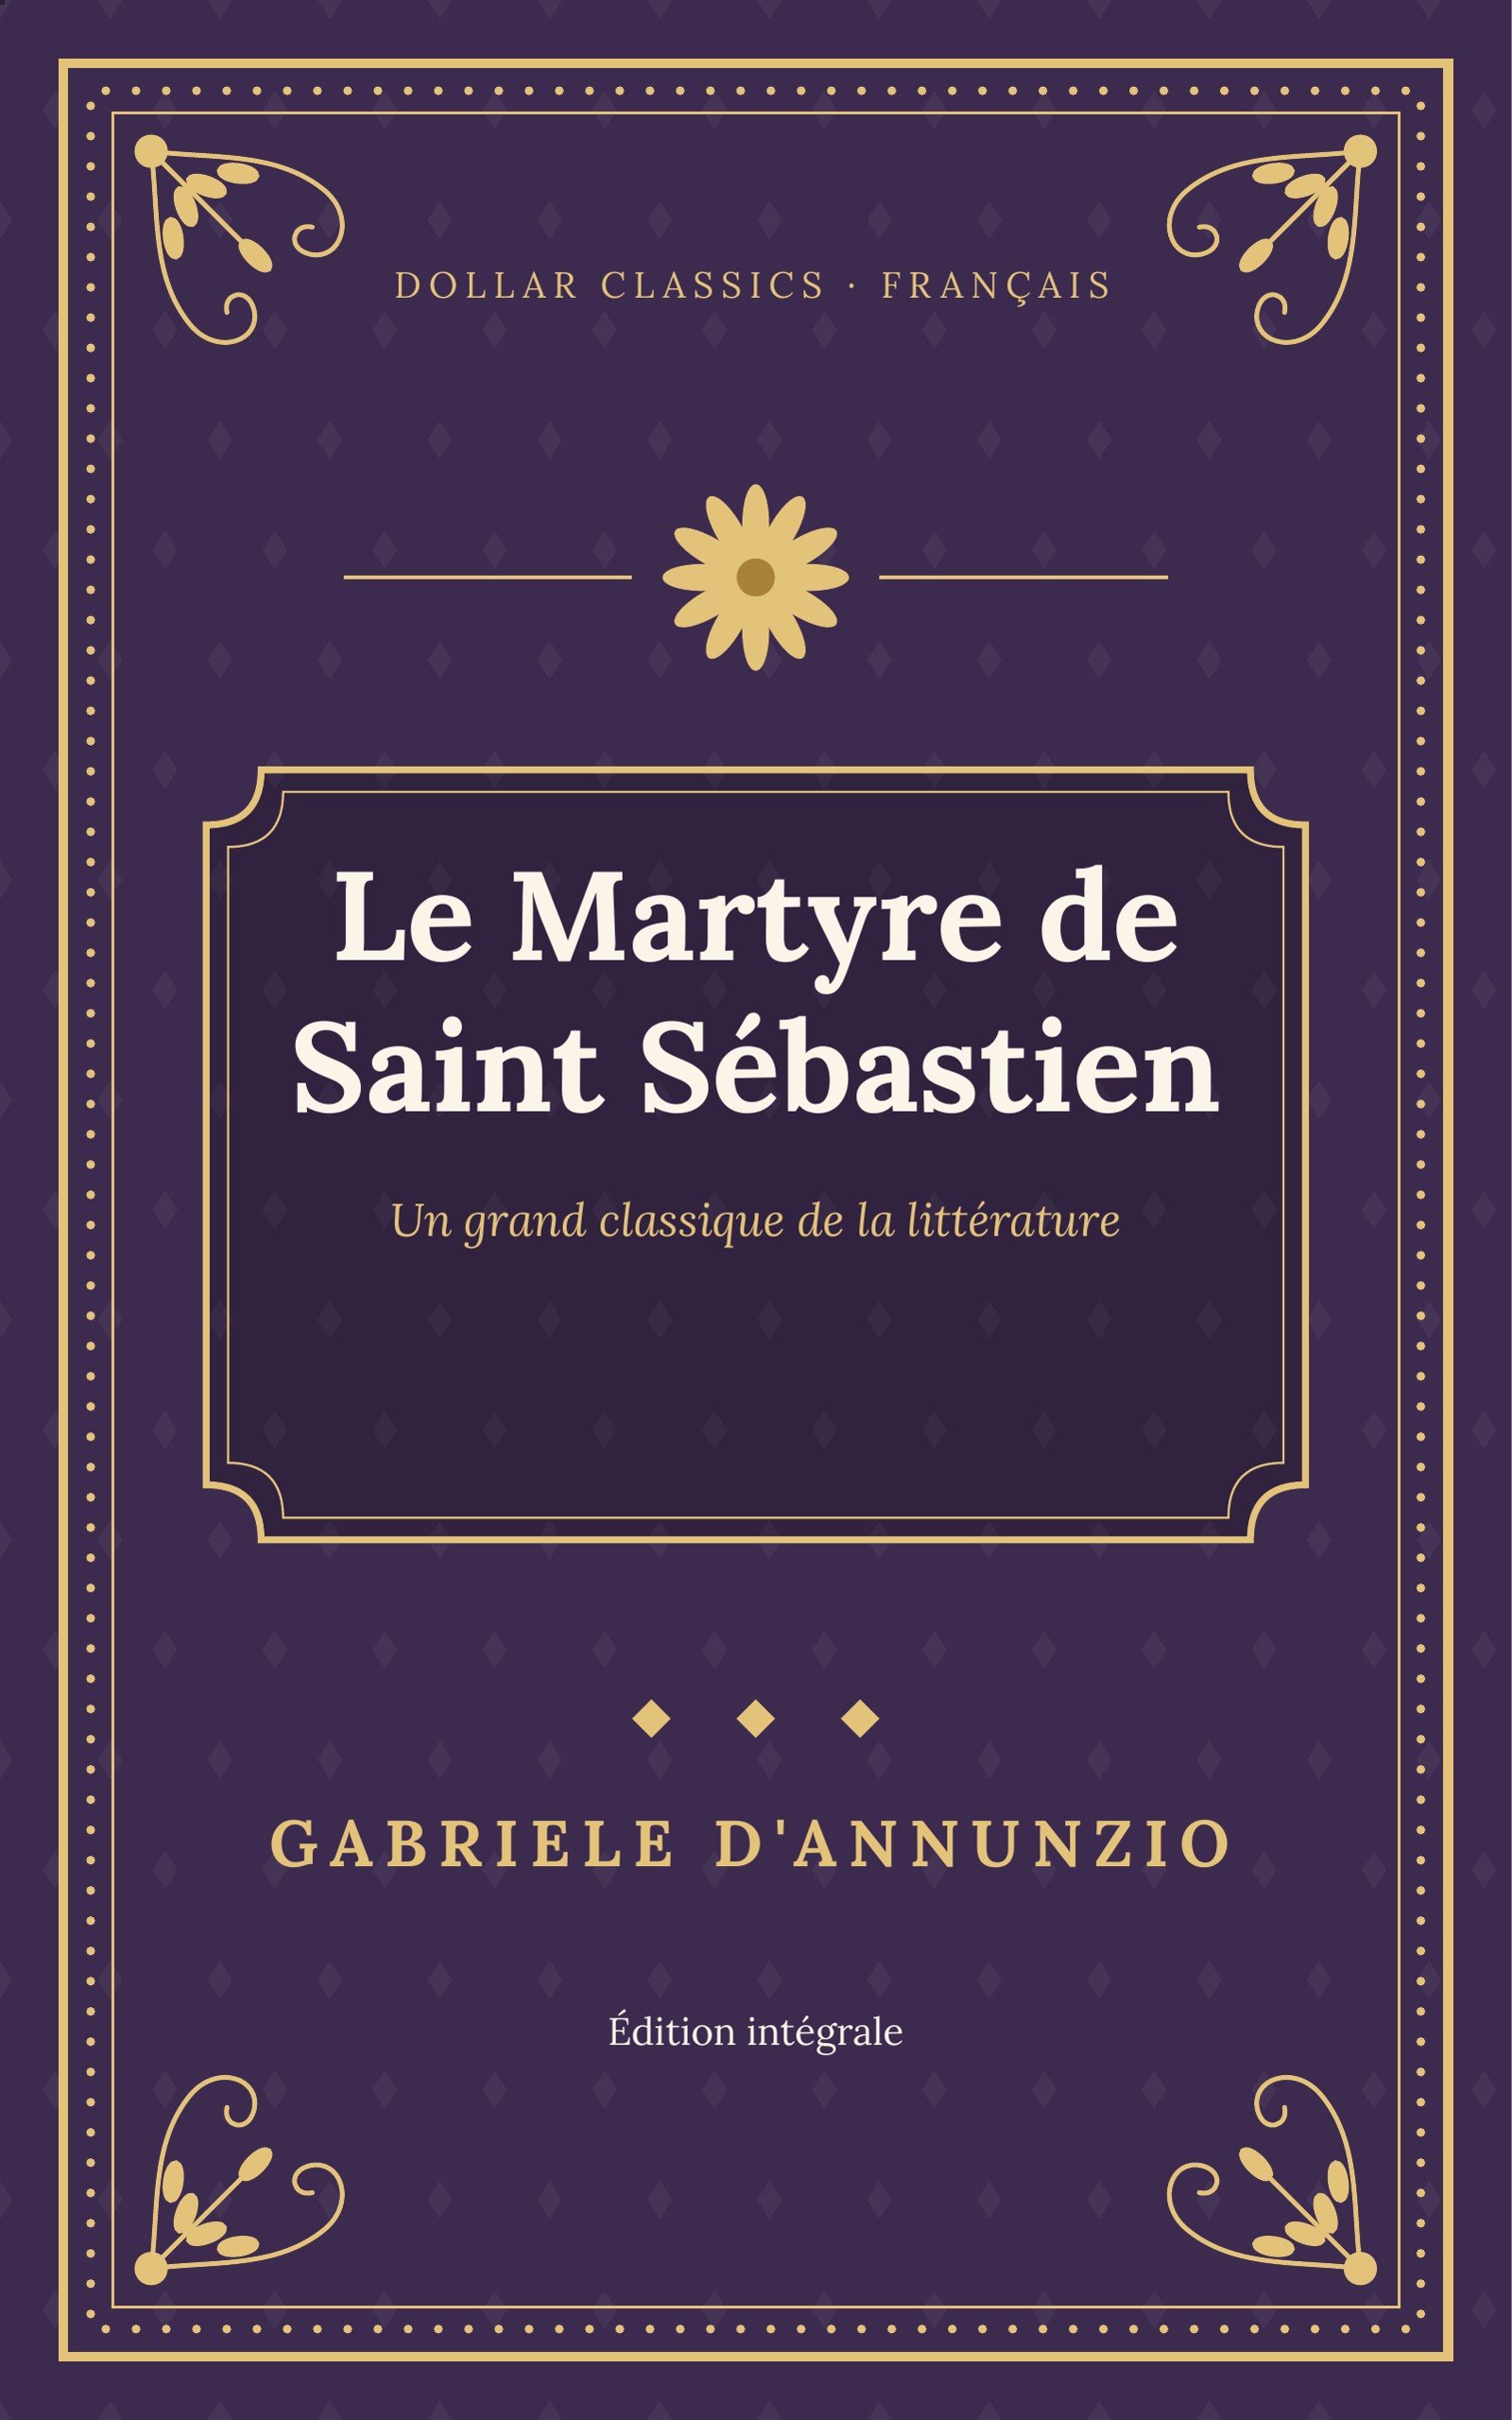 DOLLAR CLASSICS · FRANÇAIS
Le Martyre de
Saint Sébastien
Un grand classique de la littérature
GABRIELE D'ANNUNZIO
Édition intégrale